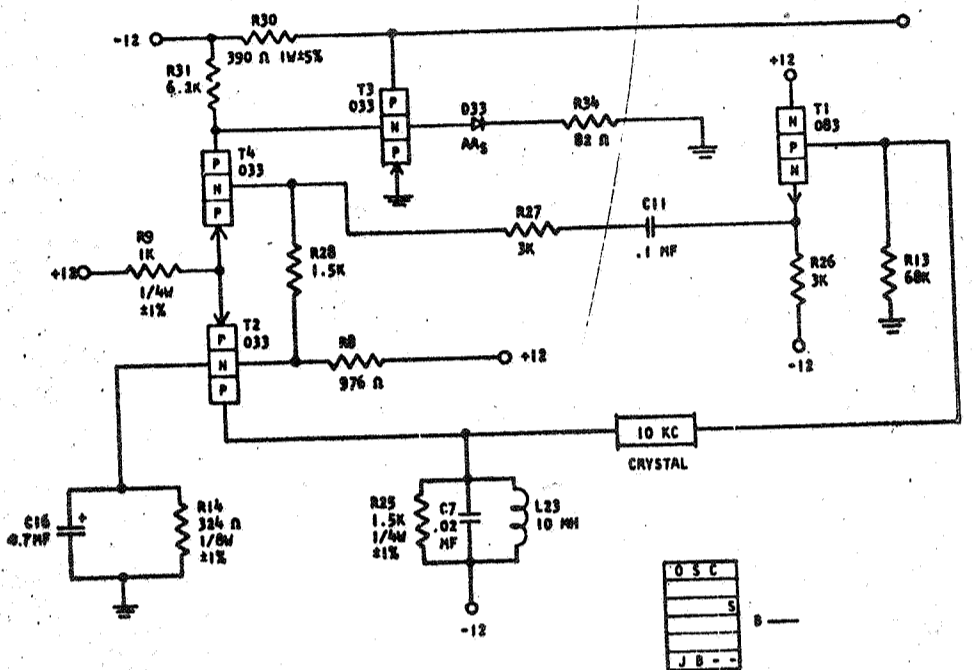 R30
-12
390 Ω 1W±5%
R31
6.2K
T3
033
P
N
P
D33
AAS
R34
82 Ω
+12
N
P
N
T1
083
T4
033
P
N
P
R27
3K
C11
.1 MF
R9
1K
+12
1/4W
±1%
R28
1.5K
R26
3K
R13
68K
-12
T2
033
P
N
P
R8
976 Ω
+12
10 KC
CRYSTAL
C16
R14
324 Ω
1/8W
±1%
R25
1.5K
1/4W
±1%
C7
.02
MF
L23
10 MH
-12
O S C
S
B
J B - -